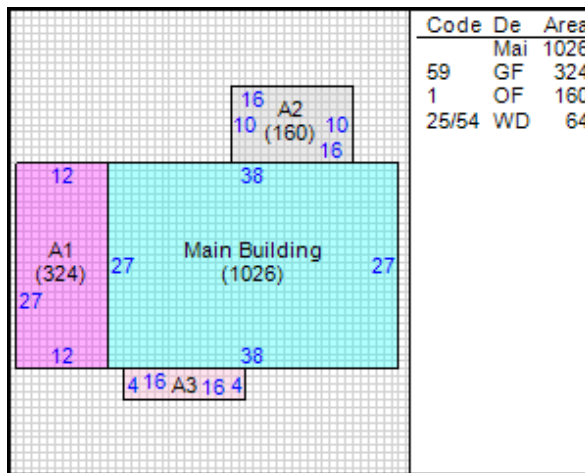 Code De Area
Mai 1026
59 GF 324
1 OF 160
25/54 WD 64
16
A2
10 (160) 10
16
12 38
A1 Main Building
(324) 27 (1026) 27
27
12 38
4 16 A3 16 4